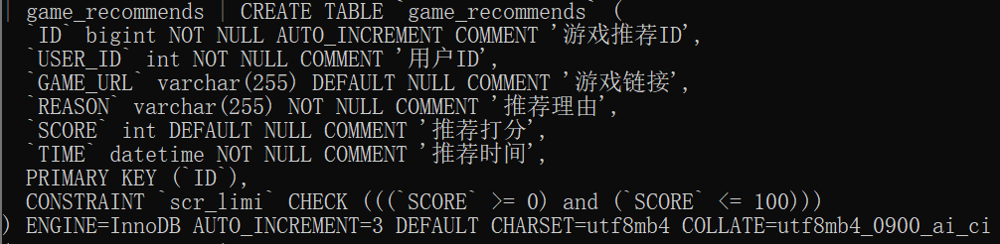 | game_recommends | CREATE TABLE `game_recommends` (
`ID` bigint NOT NULL AUTO_INCREMENT COMMENT '游戏推荐ID',
`USER_ID` int NOT NULL COMMENT '用户ID',
`GAME_URL` varchar(255) DEFAULT NULL COMMENT '游戏链接',
`REASON` varchar(255) NOT NULL COMMENT '推荐理由',
`SCORE` int DEFAULT NULL COMMENT '推荐打分',
`TIME` datetime NOT NULL COMMENT '推荐时间',
PRIMARY KEY (`ID`),
CONSTRAINT `scr_limi` CHECK (((`SCORE` >= 0) and (`SCORE` <= 100)))
) ENGINE=InnoDB AUTO_INCREMENT=3 DEFAULT CHARSET=utf8mb4 COLLATE=utf8mb4_0900_ai_ci